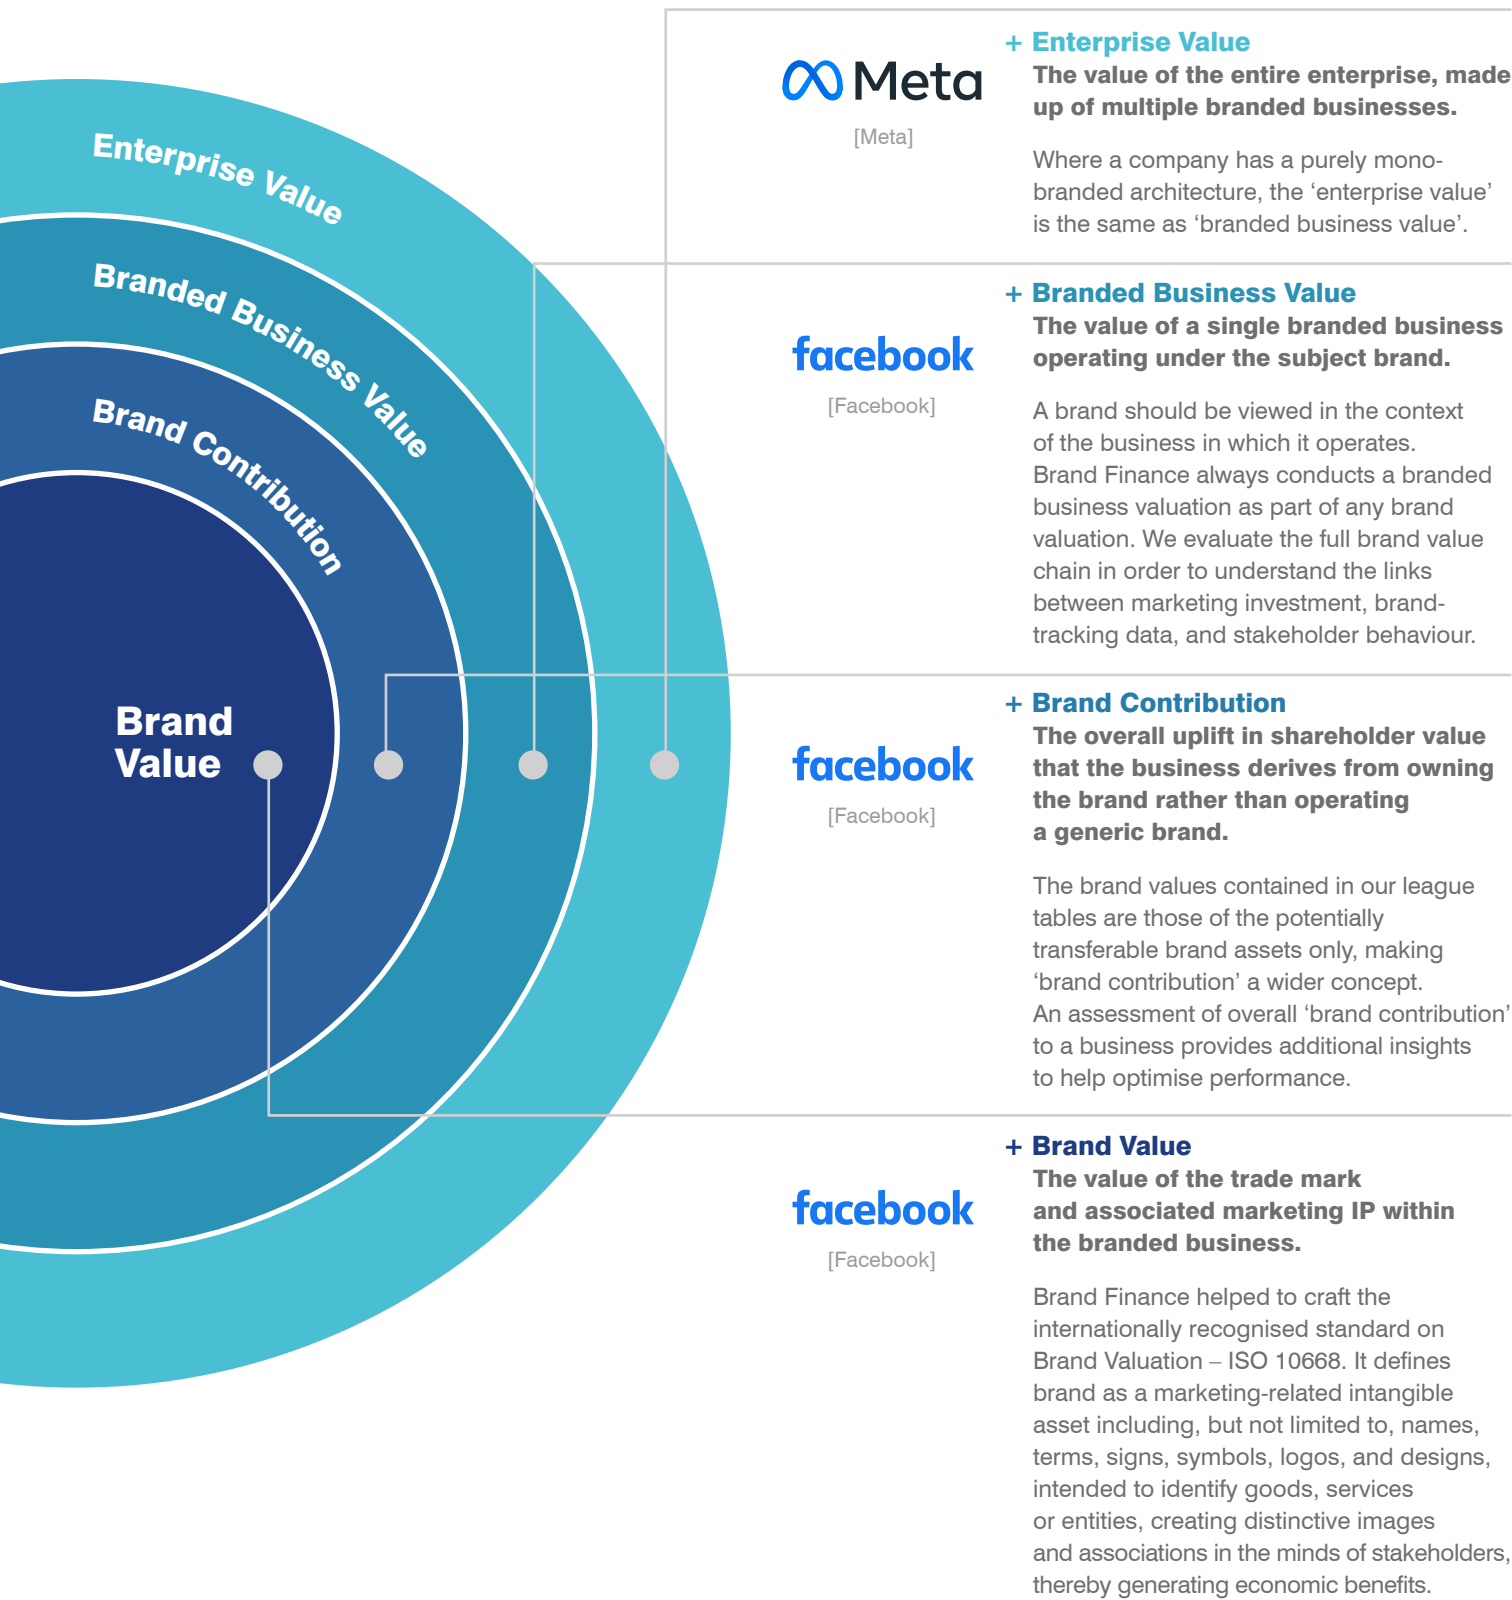 Enterprise Value
Branded Business Value
Brand Contribution
Brand
Value
Meta
[Meta]
+ Enterprise Value
The value of the entire enterprise, made
up of multiple branded businesses.
Where a company has a purely mono-
branded architecture, the ‘enterprise value’
is the same as ‘branded business value’.
facebook
[Facebook]
+ Branded Business Value
The value of a single branded business
operating under the subject brand.
A brand should be viewed in the context
of the business in which it operates.
Brand Finance always conducts a branded
business valuation as part of any brand
valuation. We evaluate the full brand value
chain in order to understand the links
between marketing investment, brand-
tracking data, and stakeholder behaviour.
facebook
[Facebook]
+ Brand Contribution
The overall uplift in shareholder value
that the business derives from owning
the brand rather than operating
a generic brand.
The brand values contained in our league
tables are those of the potentially
transferable brand assets only, making
‘brand contribution’ a wider concept.
An assessment of overall ‘brand contribution’
to a business provides additional insights
to help optimise performance.
facebook
[Facebook]
+ Brand Value
The value of the trade mark
and associated marketing IP within
the branded business.
Brand Finance helped to craft the
internationally recognised standard on
Brand Valuation – ISO 10668. It defines
brand as a marketing-related intangible
asset including, but not limited to, names,
terms, signs, symbols, logos, and designs,
intended to identify goods, services
or entities, creating distinctive images
and associations in the minds of stakeholders,
thereby generating economic benefits.